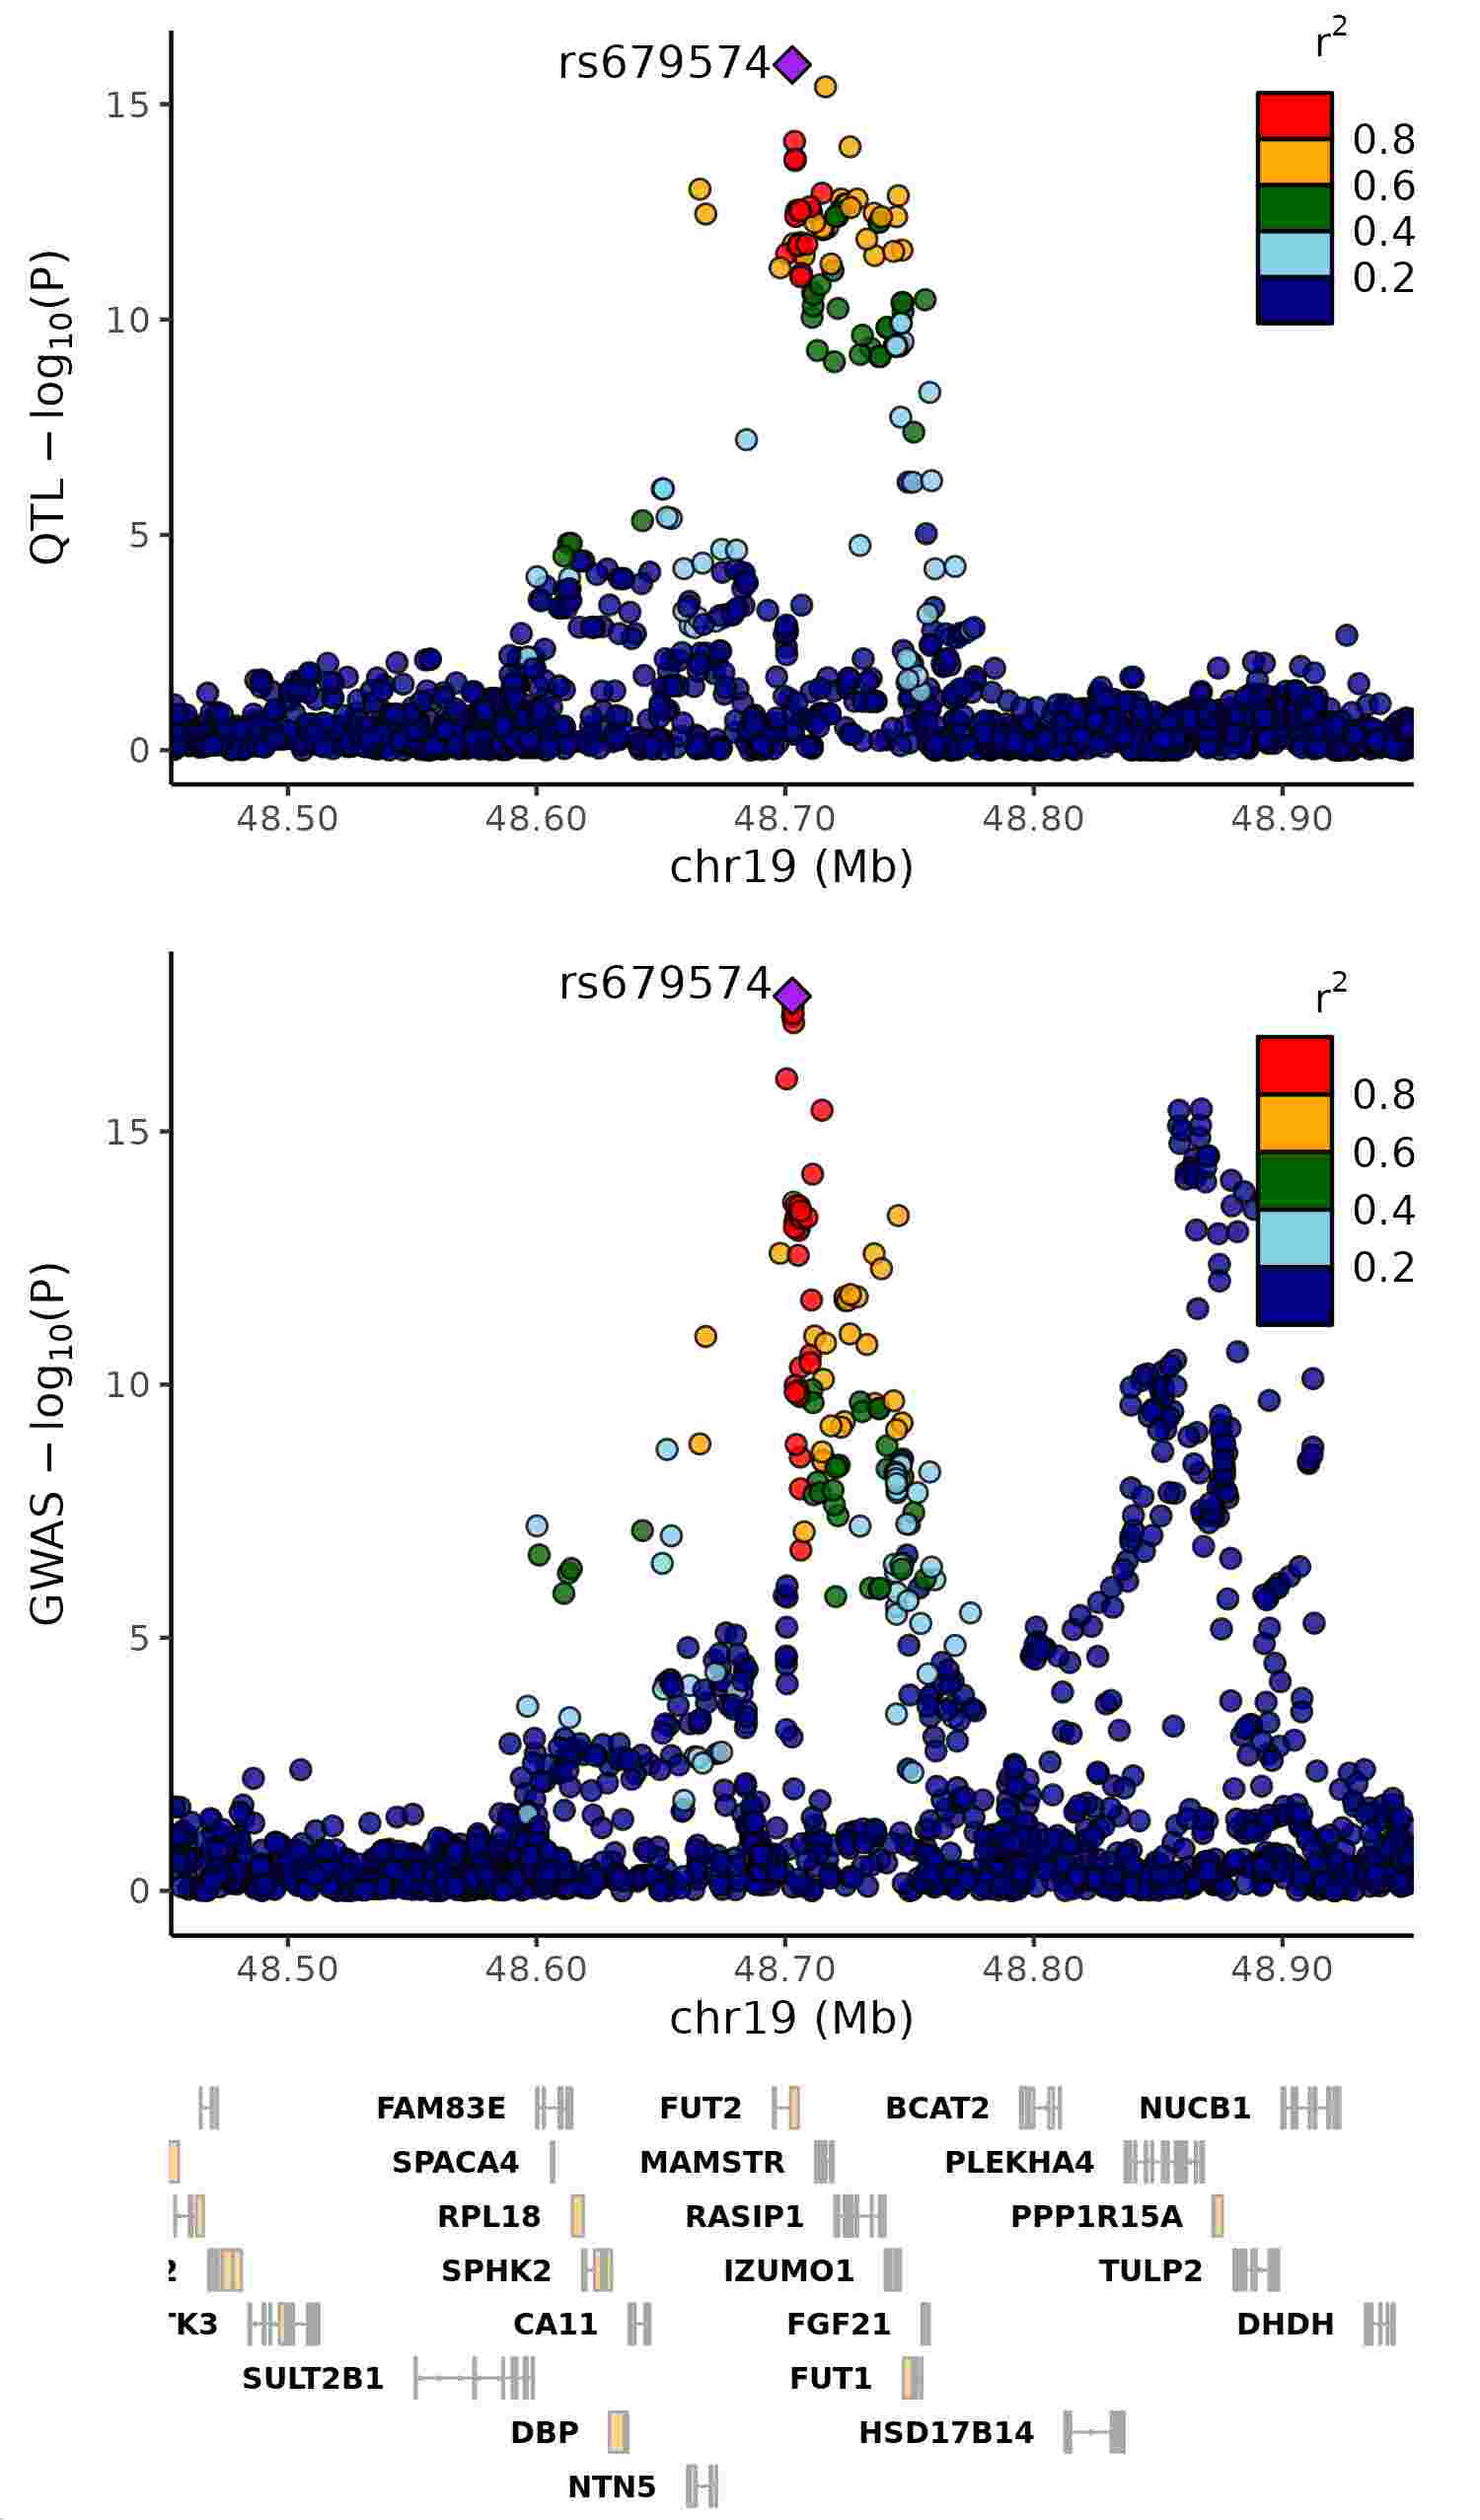 rs679574
r2
15
10
5
0
0.8
0.6
0.4
0.2
QTL −log10(P)
48.50 48.60 48.70 48.80 48.90
chr19 (Mb)
rs679574
r2
15
10
5
0
0.8
0.6
0.4
0.2
GWAS −log10(P)
48.50 48.60 48.70 48.80 48.90
chr19 (Mb)
FAM83E FUT2 BCAT2 NUCB1
SPACA4 MAMSTR PLEKHA4
RPL18 RASIP1 PPP1R15A
2 SPHK2 IZUMO1 TULP2
TK3 CA11 FGF21 DHDH
SULT2B1 FUT1
DBP HSD17B14
NTN5